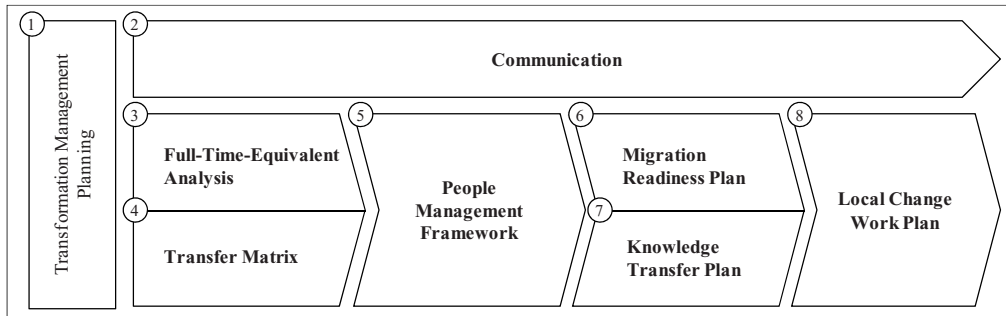 1
Transformation Management
Planning
2
Communication
3
Full-Time-Equivalent
Analysis
4
Transfer Matrix
5
People
Management
Framework
6
Migration
Readiness Plan
7
Knowledge
Transfer Plan
8
Local Change
Work Plan